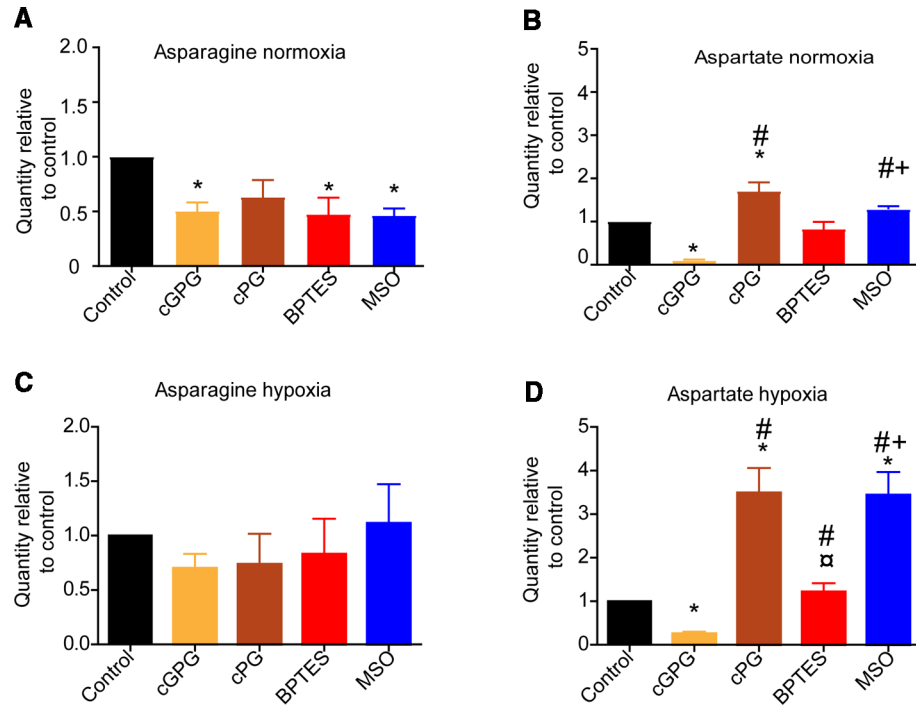 A
Asparagine normoxia
Quantity relative
to control
2.0
1.5
1.0
0.5
0
*
*
*
Control
cGPG
cPG
BPTES
MSO
B
Aspartate normoxia
Quantity relative
to control
5
4
3
2
1
0
*
#
*
#+
Control
cGPG
cPG
BPTES
MSO
C
Asparagine hypoxia
Quantity relative
to control
2.0
1.5
1.0
0.5
0.0
Control
cGPG
cPG
BPTES
MSO
D
Aspartate hypoxia
Quantity relative
to control
5
4
3
2
1
0
*
#
*
#
¤
#+
*
Control
cGPG
cPG
BPTES
MSO